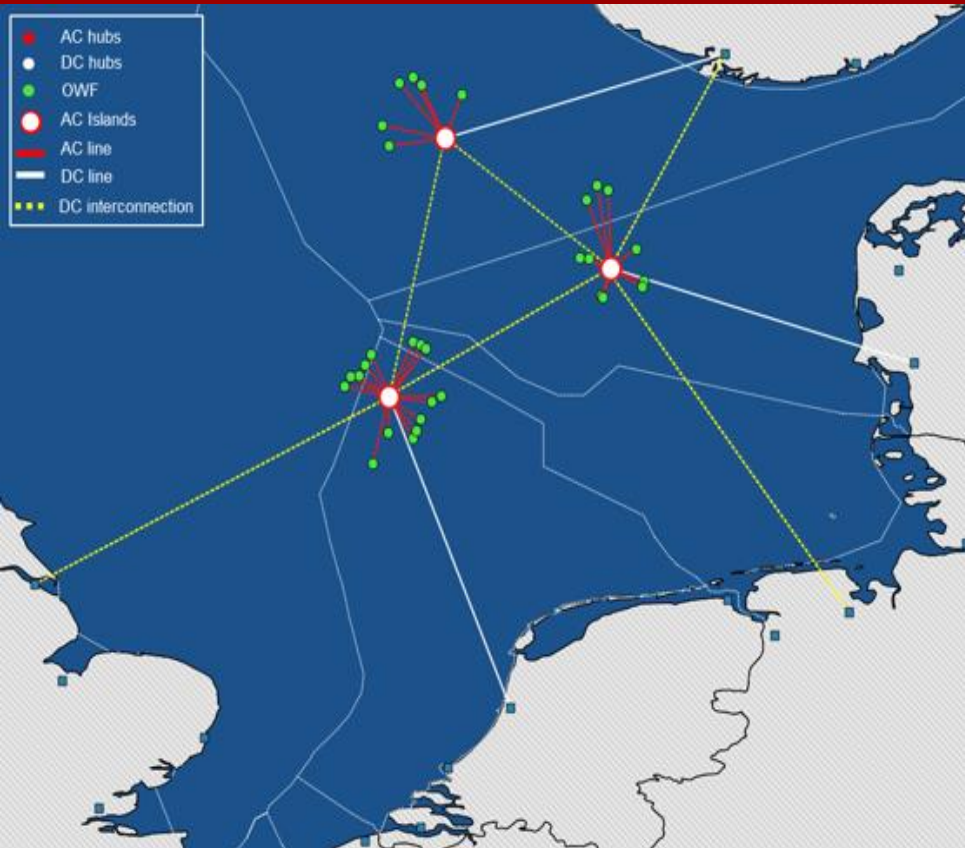 AC hubs
DC hubs
OWF
AC Islands
AC line
DC line
DC interconnection